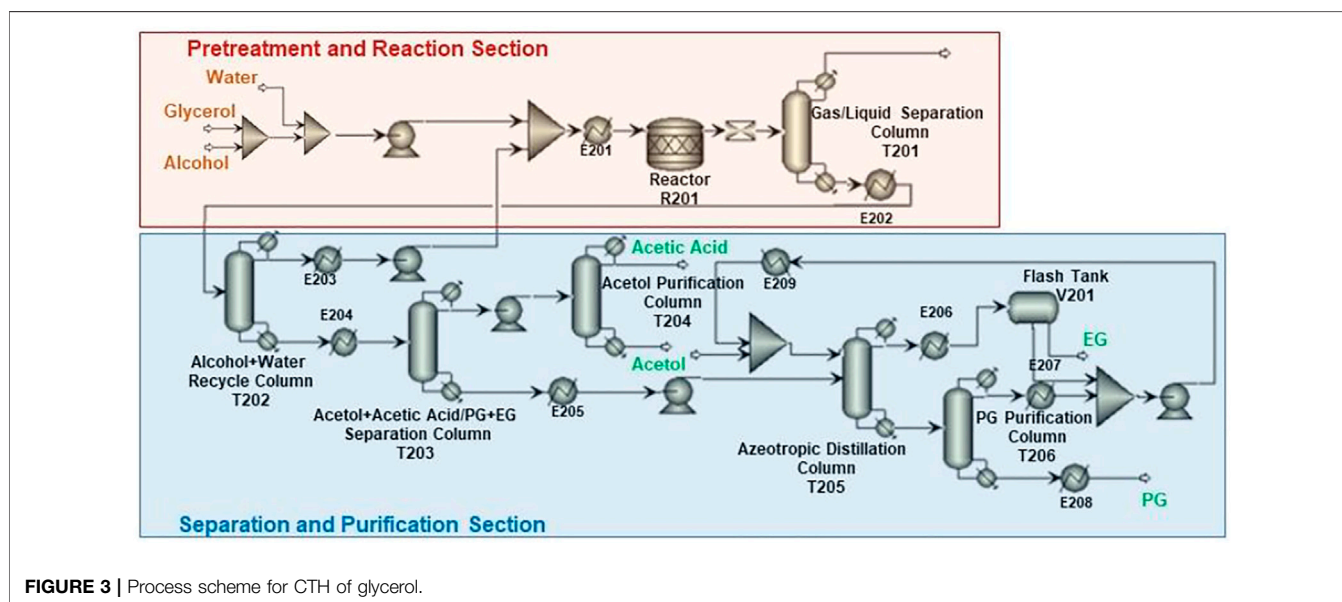 Pretreatment and Reaction Section
Water
Glycerol
Alcohol
E201
Reactor
R201
Gas/Liquid Separation
Column
T201
E202
E203
E204
Alcohol+Water
Recycle Column
T202
Acetol+Acetic Acid/PG+EG
Separation Column
T203
E205
Acetic Acid
Acetol Purification
Column
T204
Acetol
E209
Azeotropic Distillation
Column
T205
E206
Flash Tank
V201
EG
E207
PG Purification
Column
T206
E208
PG
Separation and Purification Section
FIGURE 3 | Process scheme for CTH of glycerol.